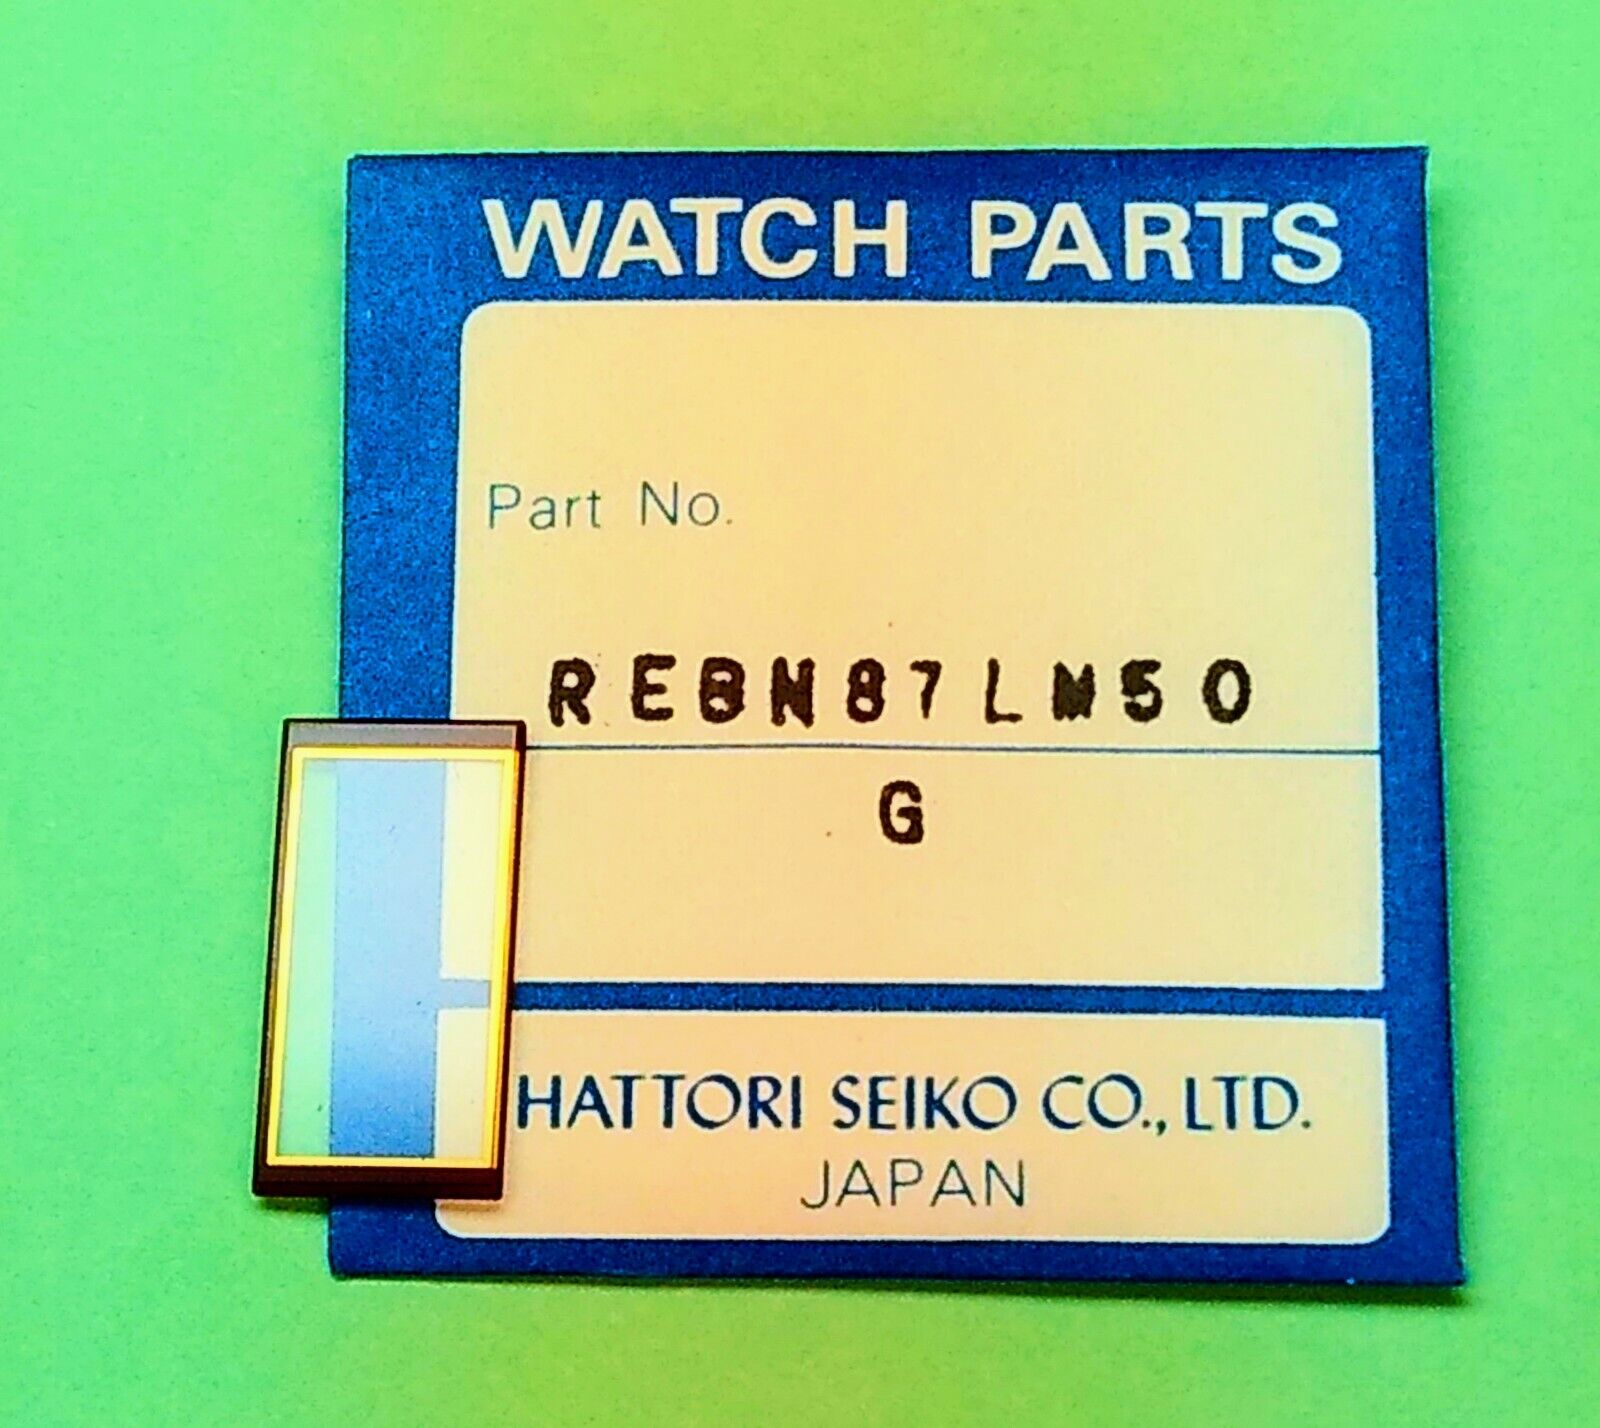 WATCH PARTS
Part No.
REBN87LM50
G
HATTORI SEIKO CO., LTD.
JAPAN